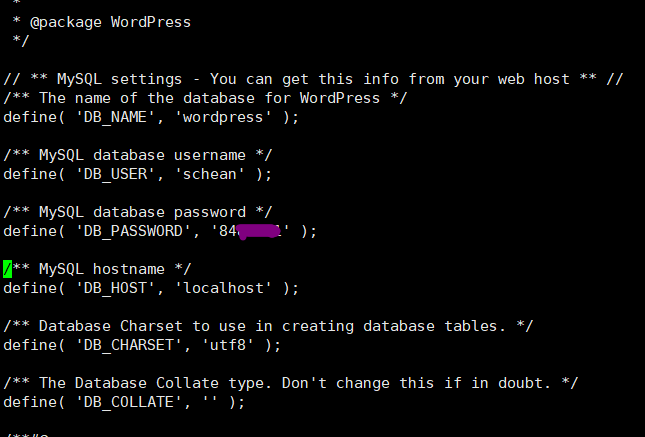 *
* @package WordPress
*/
// ** MySQL settings - You can get this info from your web host ** //
/** The name of the database for WordPress */
define( 'DB_NAME', 'wordpress' );
/** MySQL database username */
define( 'DB_USER', 'schean' );
/** MySQL database password */
define( 'DB_PASSWORD', '84 ' );
/** MySQL hostname */
define( 'DB_HOST', 'localhost' );
/** Database Charset to use in creating database tables. */
define( 'DB_CHARSET', 'utf8' );
/** The Database Collate type. Don't change this if in doubt. */
define( 'DB_COLLATE', '' );